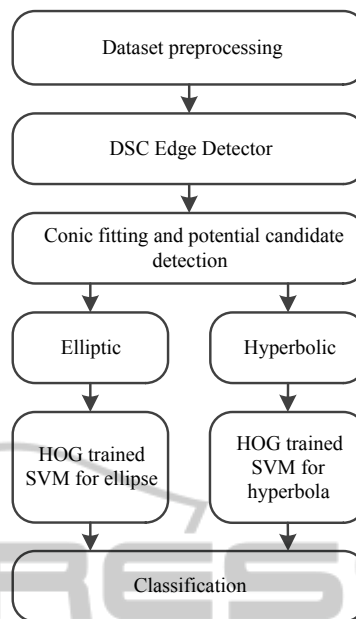 Dataset preprocessing
DSC Edge Detector
Conic fitting and potential candidate
detection
Elliptic
Hyperbolic
HOG trained
SVM for ellipse
HOG trained
SVM for
hyperbola
Classification